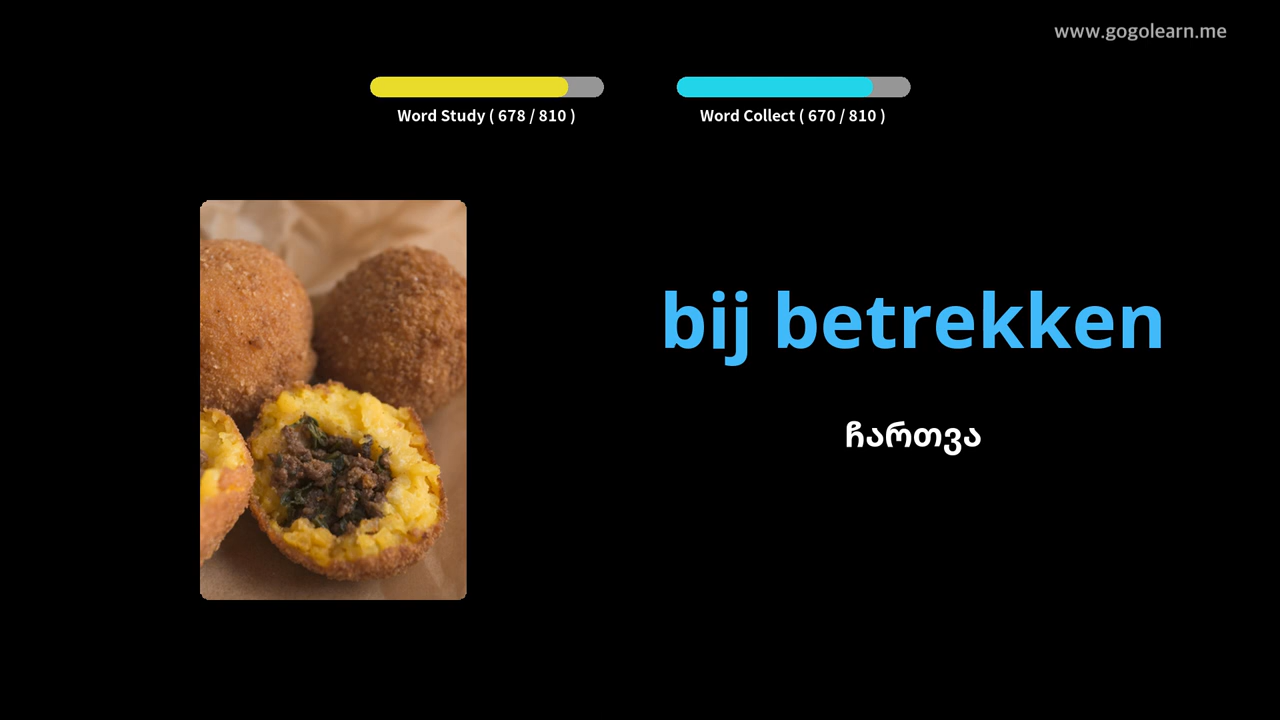 www.gogolearn.me
Word Study ( 678 / 810 )
Word Collect ( 670 / 810 )
bij betrekken
ჩართვა